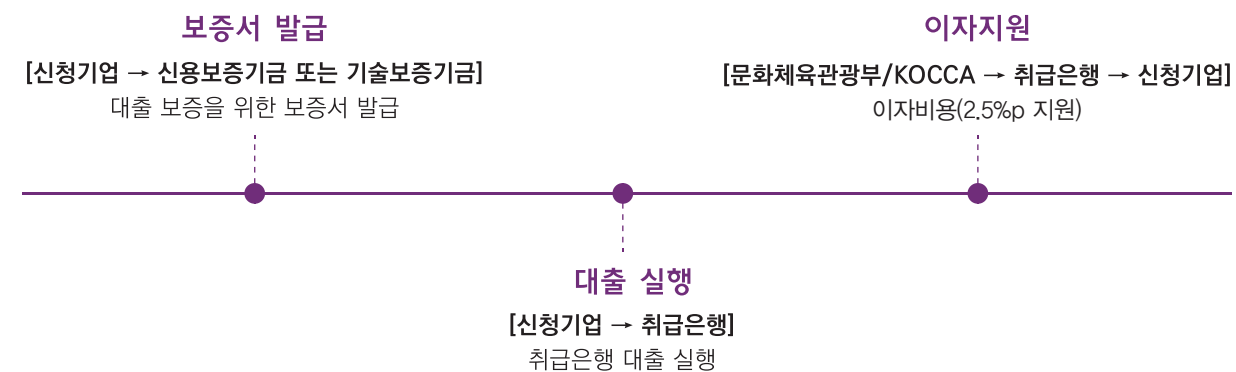 보증서 발급
[신청기업 → 신용보증기금 또는 기술보증기금]
대출 보증을 위한 보증서 발급
대출 실행
[신청기업 → 취급은행]
취급은행 대출 실행
이자지원
[문화체육관광부/KOCCA → 취급은행 → 신청기업]
이자비용(2.5%p 지원)